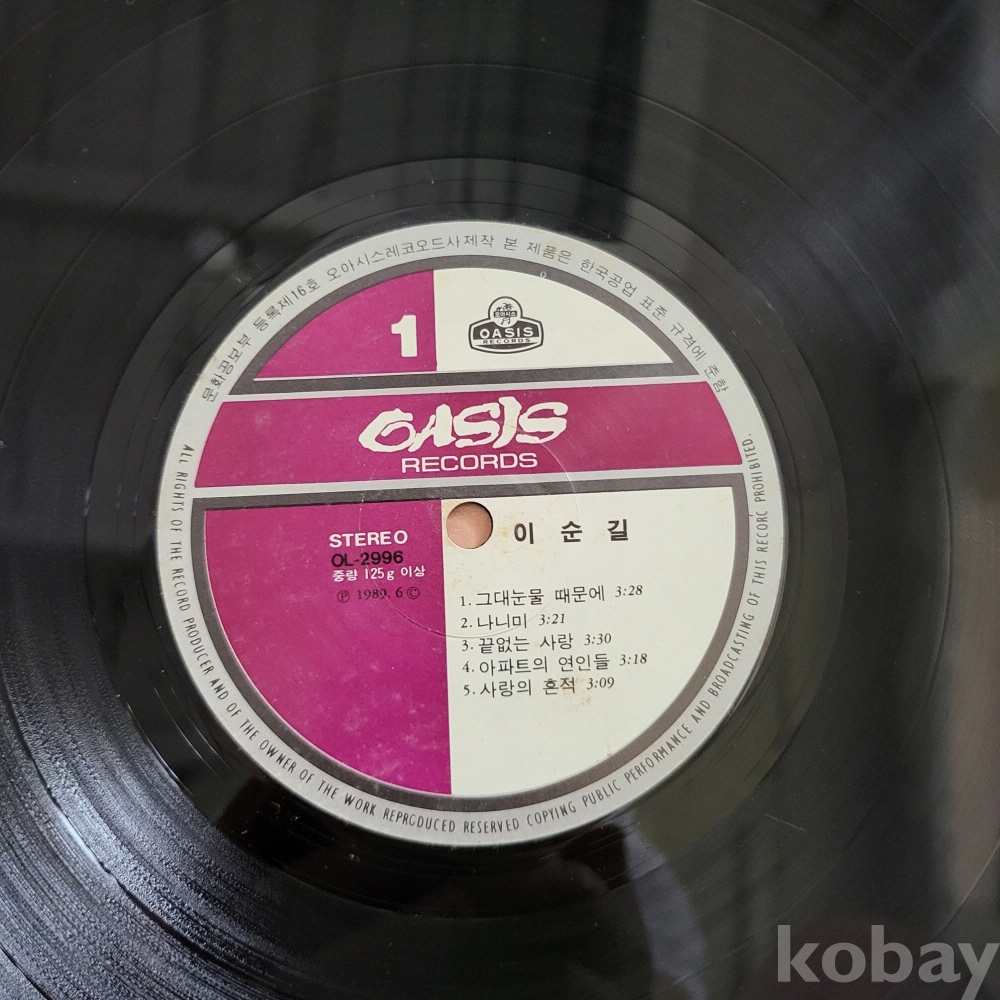 문화공보부 등록제16호 오아시스레코오드사제작 본 제품은 한국공업 표준 규격에 준함
1
오아시스
OASIS
RECORDS
OASIS
RECORDS
STEREO
OL-2996
중량 125g 이상
Ⓟ 1989. 6 Ⓒ
이 순 길
1. 그대눈물 때문에 3:28
2. 나니미 3:21
3. 끝없는 사랑 3:30
4. 아파트의 연인들 3:18
5. 사랑의 흔적 3:09
ALL RIGHTS OF THE RECORD PRODUCER AND OF THE OWNER OF THE WORK REPRODUCED RESERVED COPYING PUBLIC PERFORMANCE AND BROADCASTING OF THIS RECORC PROHIBITED.
kobay